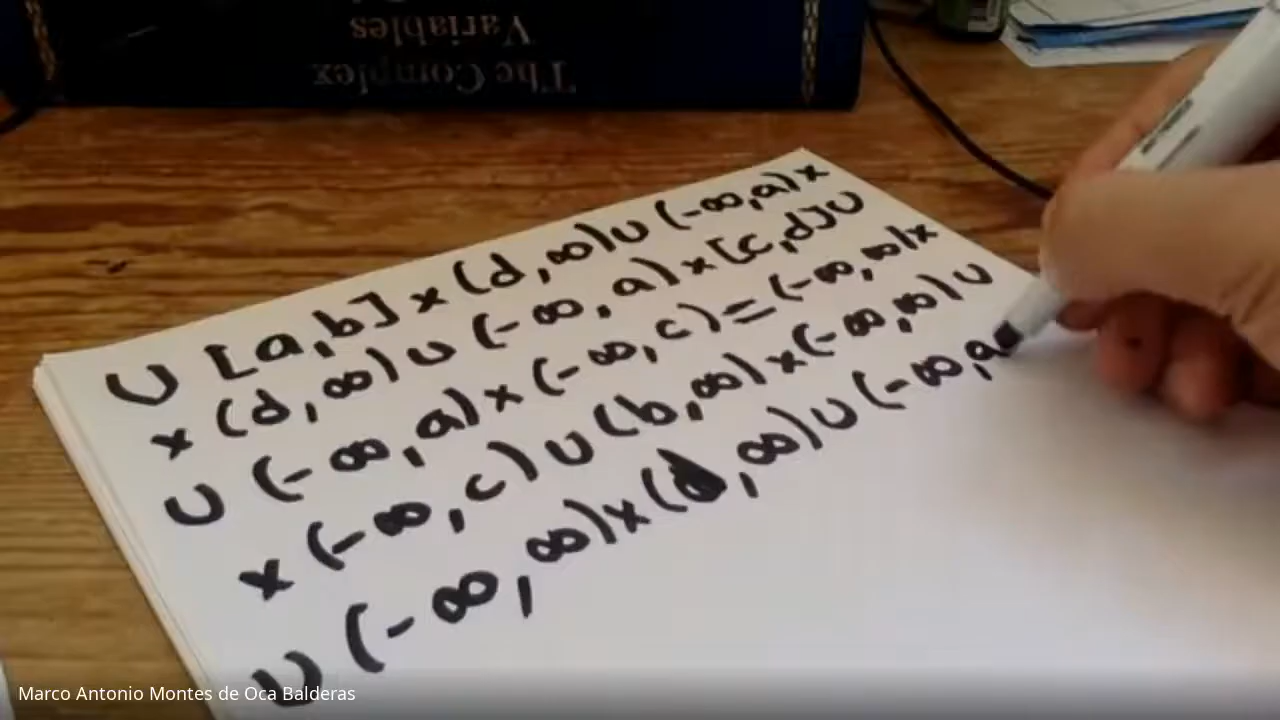 The Complex
Variables
∪ [a,b] × (d,∞) ∪ (-∞,a) ×
× (d,∞) ∪ (-∞,a) × [c,d] ∪
∪ (-∞,a) × (-∞,c) = (-∞,∞) ×
× (-∞,c) ∪ (b,∞) × (-∞,∞) ∪
∪ (-∞,∞) × (d,∞) ∪ (-∞,a
Marco Antonio Montes de Oca Balderas